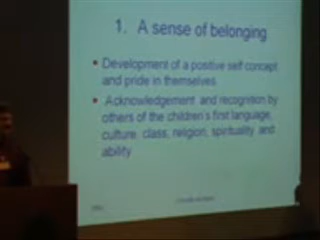 1. A sense of belonging
• Development of a positive self concept
and pride in themselves
• Acknowledgement and recognition by
others of the children's first language,
culture, class, religion, spirituality and
ability